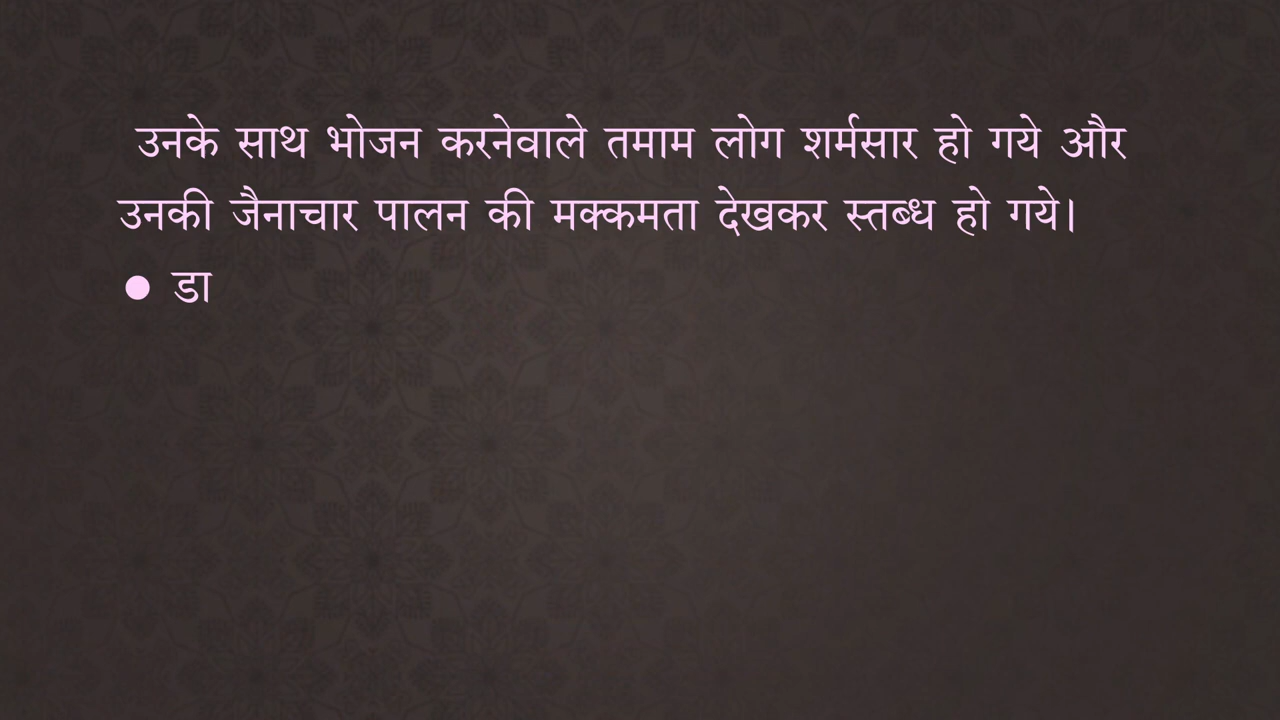 उनके साथ भोजन करनेवाले तमाम लोग शर्मसार हो गये और
उनकी जैनाचार पालन की मक्कमता देखकर स्तब्ध हो गये।
● डा